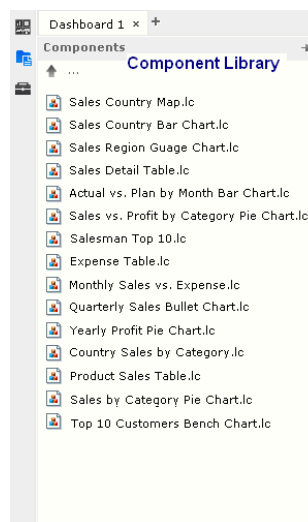 Dashboard 1 × +
Components
Component Library
...
Sales Country Map.lc
Sales Country Bar Chart.lc
Sales Region Guage Chart.lc
Sales Detail Table.lc
Actual vs. Plan by Month Bar Chart.lc
Sales vs. Profit by Category Pie Chart.lc
Salesman Top 10.lc
Expense Table.lc
Monthly Sales vs. Expense.lc
Quarterly Sales Bullet Chart.lc
Yearly Profit Pie Chart.lc
Country Sales by Category.lc
Product Sales Table.lc
Sales by Category Pie Chart.lc
Top 10 Customers Bench Chart.lc